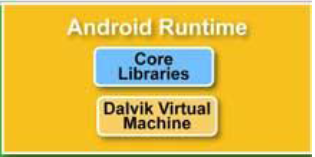 Android Runtime
Core
Libraries
Dalvik Virtual
Machine